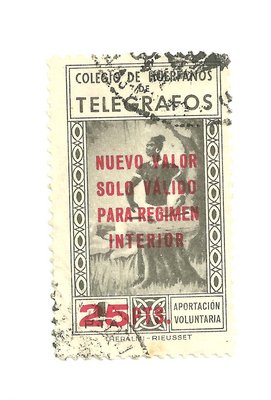 COLEGIO DE HUERFANOS
DE
TELEGRAFOS
NUEVO VALOR
SOLO VALIDO
PARA REGIMEN
INTERIOR
25 PTS.
APORTACION
VOLUNTARIA
RIEUSSET